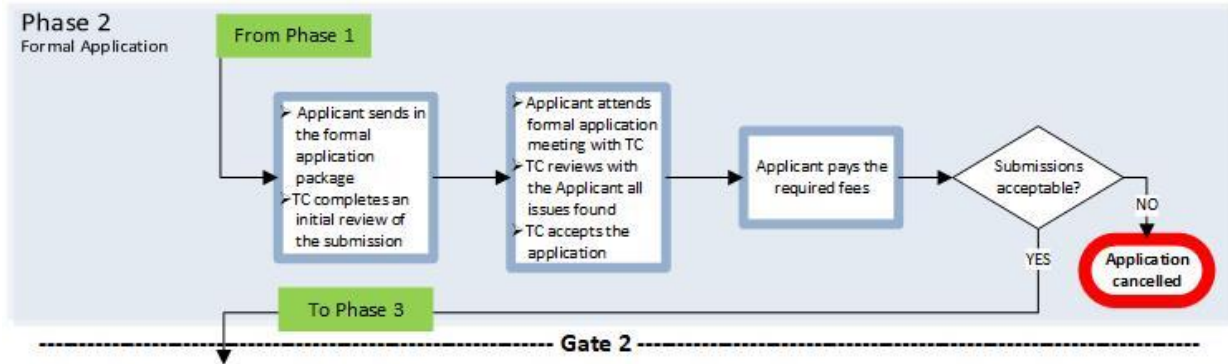 Phase 2
Formal Application
From Phase 1
➢ Applicant sends in
the formal
application
package
➢TC completes an
initial review of
the submission
➢ Applicant attends
formal application
meeting with TC
➢ TC reviews with
the Applicant all
issues found
➢ TC accepts the
application
Applicant pays the
required fees
Submissions
acceptable?
NO
YES
Application
cancelled
To Phase 3
Gate 2